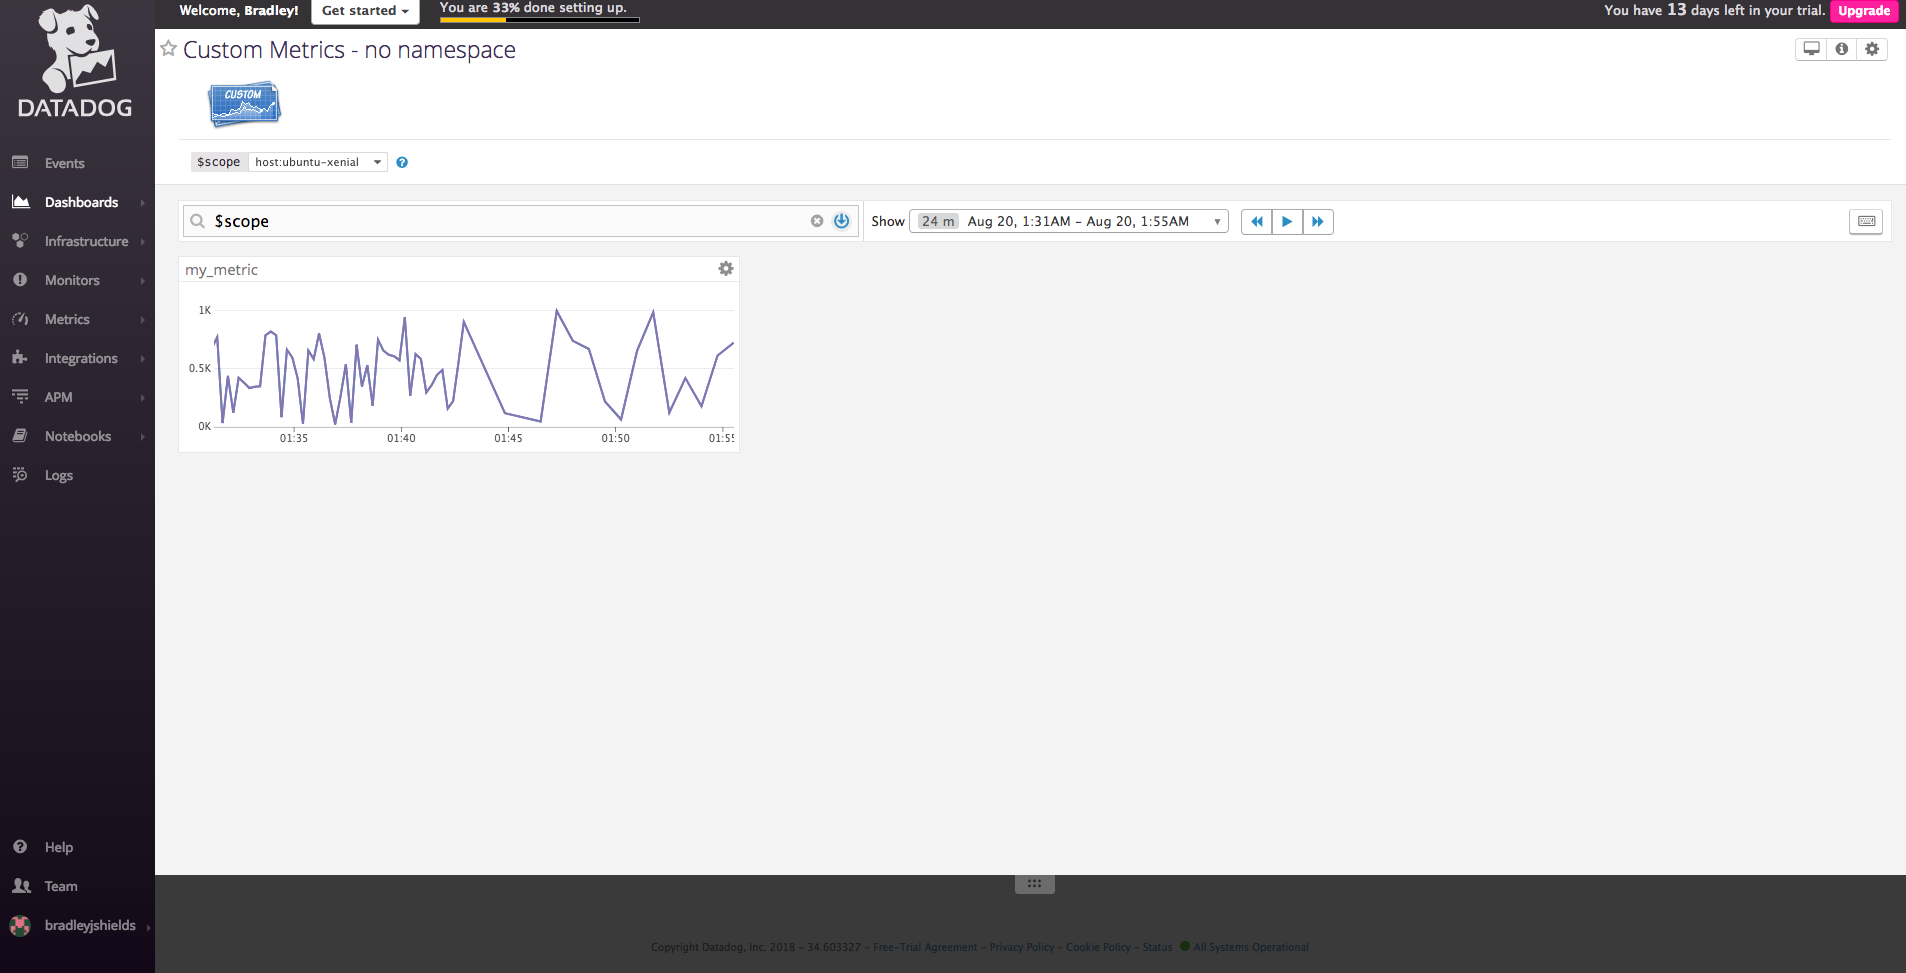 DATADOG
Events
Dashboards
Infrastructure
Monitors
Metrics
Integrations
APM
Notebooks
Logs
Help
Team
bradleyjshields
Welcome, Bradley!
Get started
You are 33% done setting up.
You have 13 days left in your trial.
Upgrade
Custom Metrics - no namespace
CUSTOM
$scope
host:ubuntu-xenial
$scope
Show
24 m Aug 20, 1:31AM - Aug 20, 1:55AM
my_metric
1K
0.5K
0K
01:35
01:40
01:45
01:50
01:55
Copyright Datadog, Inc. 2018 - 34.603327 - Free-Trial Agreement - Privacy Policy - Cookie Policy - Status All Systems Operational